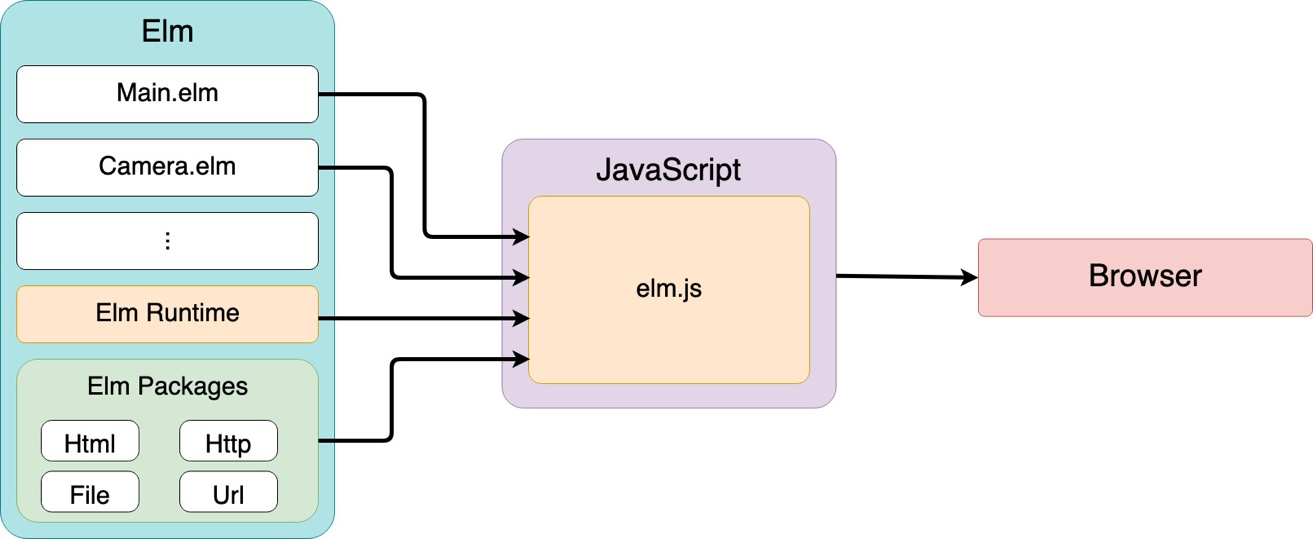 Elm
Main.elm
Camera.elm
⋮
Elm Runtime
Elm Packages
Html Http
File Url
JavaScript
elm.js
Browser